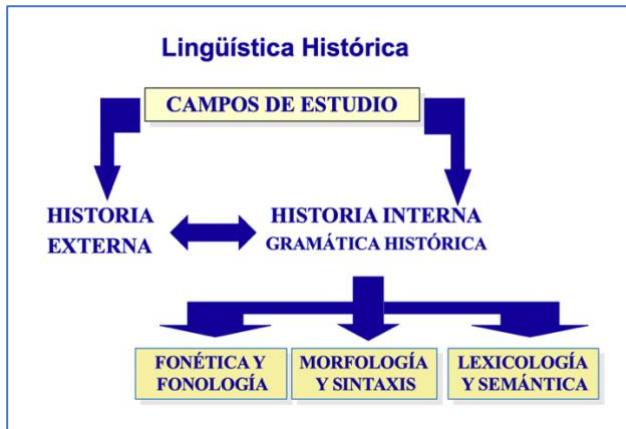 Lingüística Histórica
CAMPOS DE ESTUDIO
HISTORIA
EXTERNA
HISTORIA INTERNA
GRAMÁTICA HISTÓRICA
FONÉTICA Y
FONOLOGÍA
MORFOLOGÍA
Y SINTAXIS
LEXICOLOGÍA
Y SEMÁNTICA